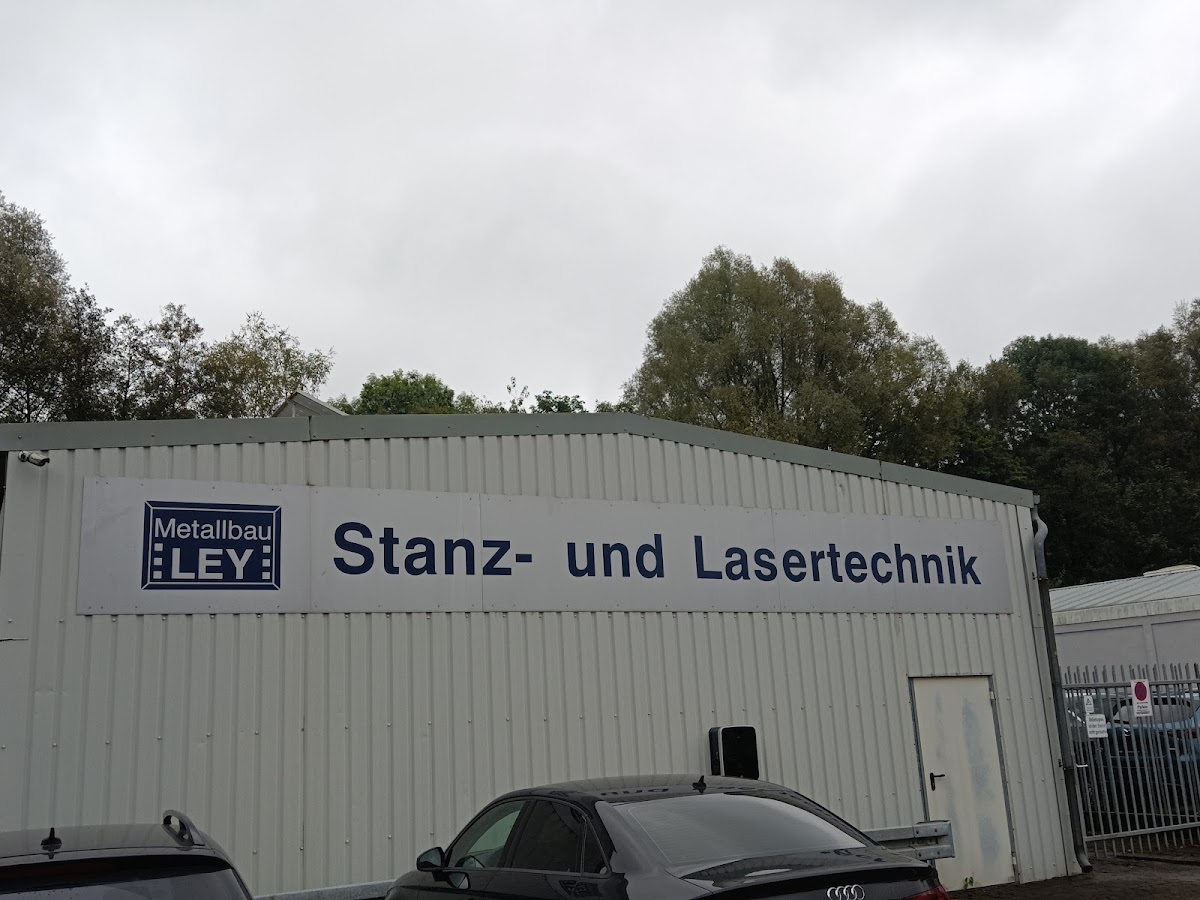 Metallbau
LEY
Stanz- und Lasertechnik